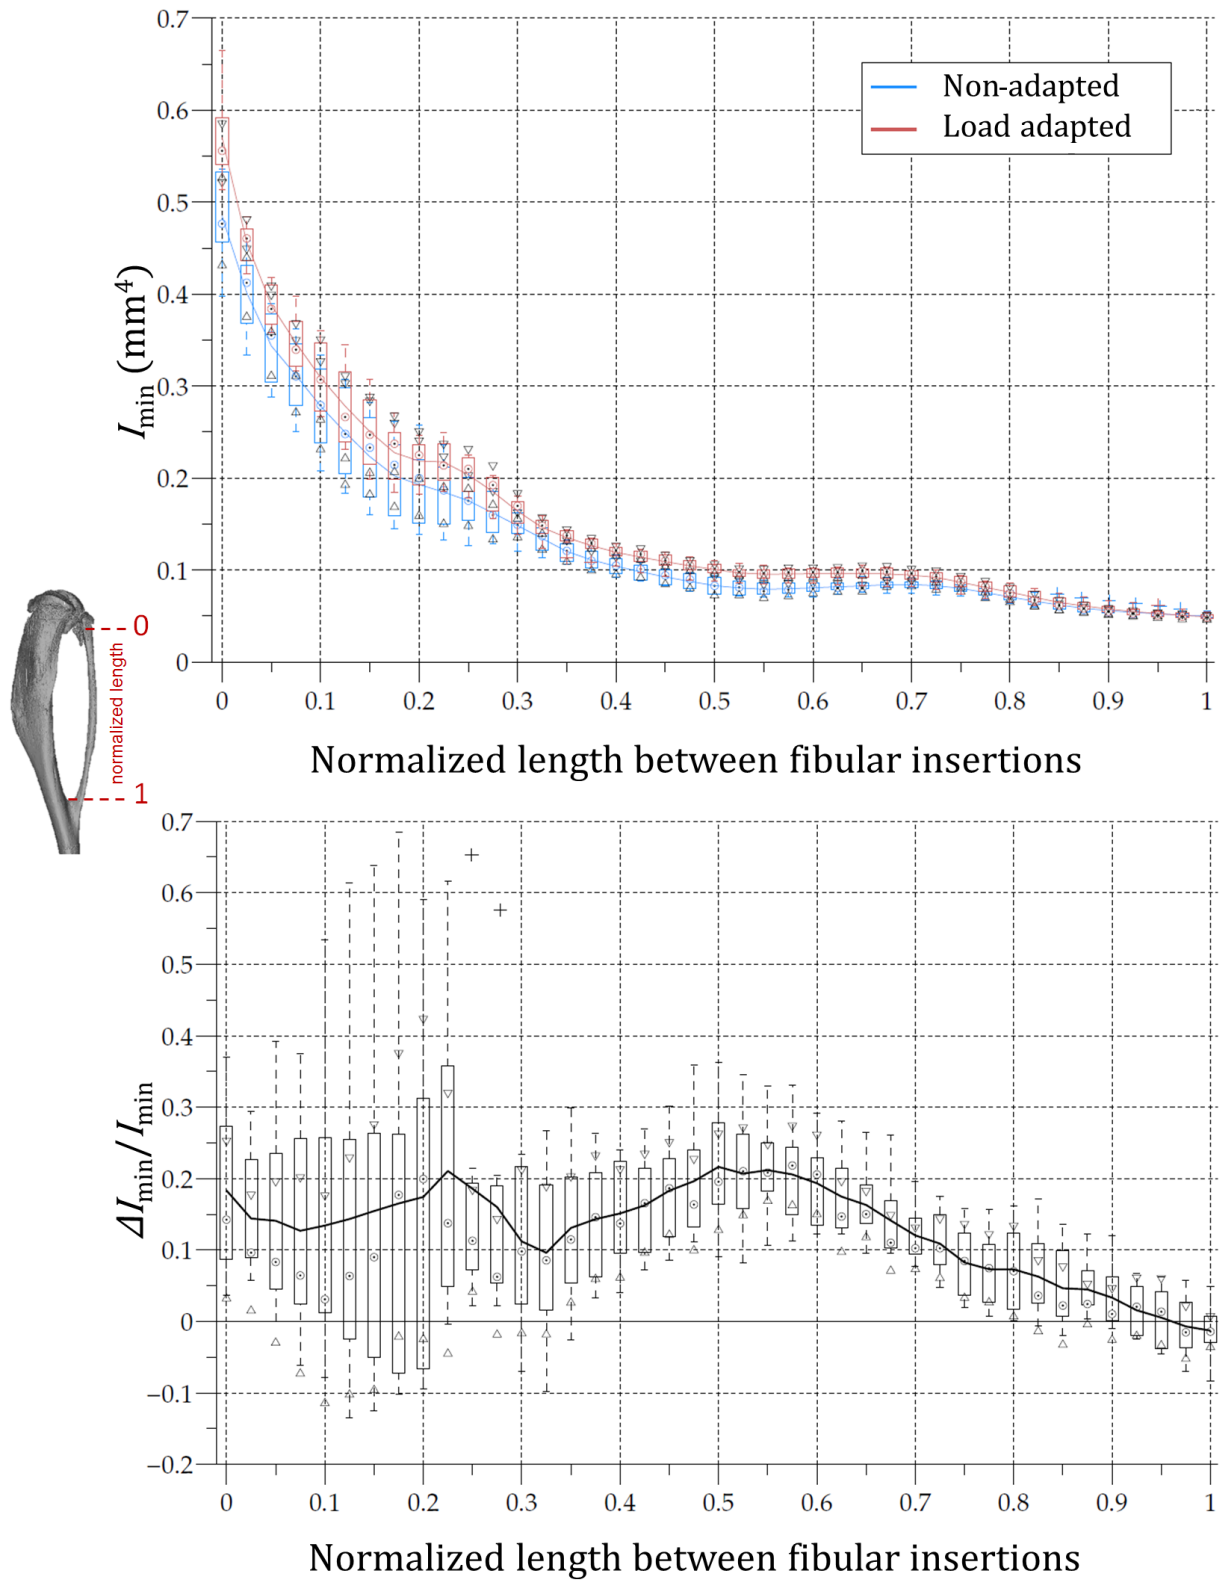 0.7
0.6
0.5
0.4
0.3
0.2
0.1
0
I min (mm⁴)
Non-adapted
Load adapted
0 0.1 0.2 0.3 0.4 0.5 0.6 0.7 0.8 0.9 1
Normalized length between fibular insertions
0
normalized length
1
0.7
0.6
0.5
0.4
0.3
0.2
0.1
0
−0.1
−0.2
ΔImin/Imin
0 0.1 0.2 0.3 0.4 0.5 0.6 0.7 0.8 0.9 1
Normalized length between fibular insertions